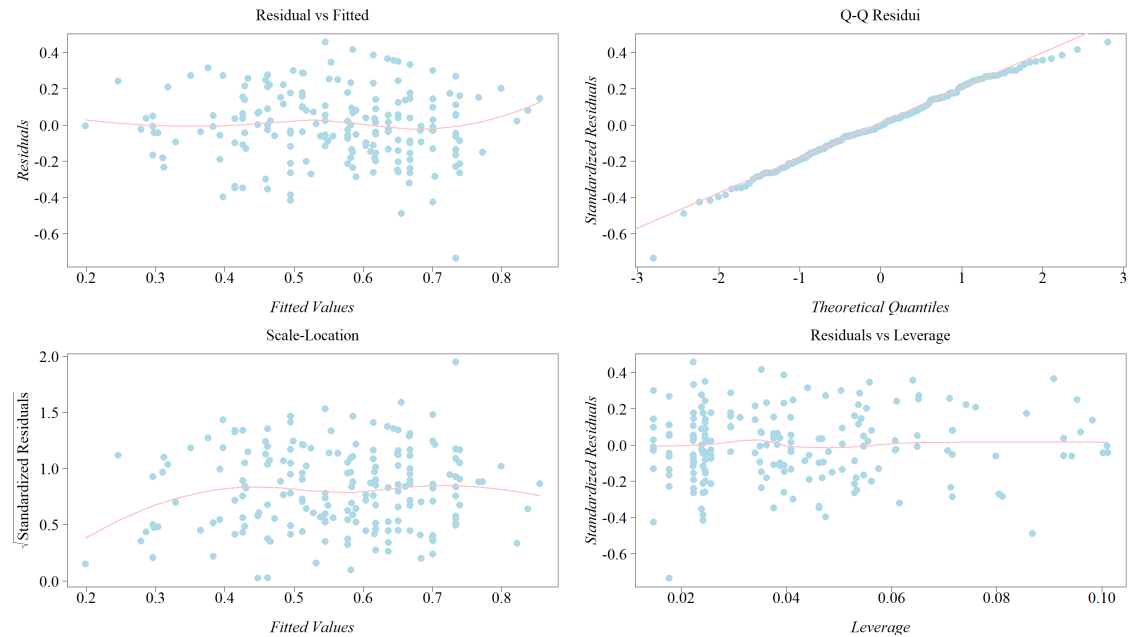 Residual vs Fitted
Residuals
0.4
0.2
0.0
-0.2
-0.4
-0.6
0.2 0.3 0.4 0.5 0.6 0.7 0.8
Fitted Values
Q-Q Residui
Standardized Residuals
0.4
0.2
0.0
-0.2
-0.4
-0.6
-3 -2 -1 0 1 2 3
Theoretical Quantiles
Scale-Location
√Standardized Residuals
2.0
1.5
1.0
0.5
0.0
0.2 0.3 0.4 0.5 0.6 0.7 0.8
Fitted Values
Residuals vs Leverage
Standardized Residuals
0.4
0.2
0.0
-0.2
-0.4
-0.6
0.02 0.04 0.06 0.08 0.10
Leverage